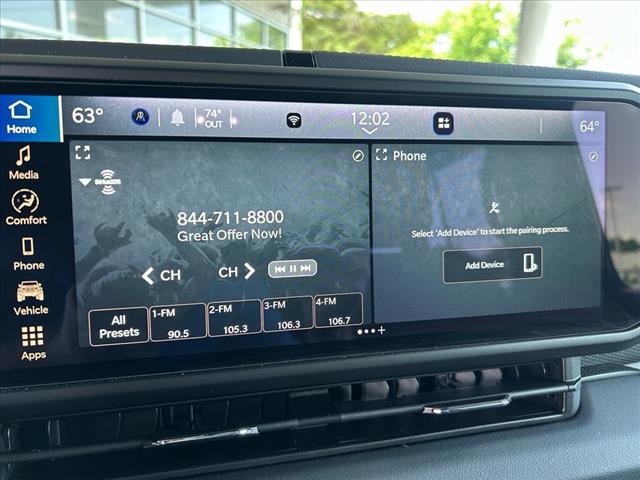 Home
63°
74°
OUT
12:02
64°
Media
Comfort
Phone
Vehicle
Apps
SiriusXM
844-711-8800
Great Offer Now!
CH
CH
All
Presets
1-FM
90.5
2-FM
105.3
3-FM
106.3
4-FM
106.7
Phone
Select 'Add Device' to start the pairing process.
Add Device